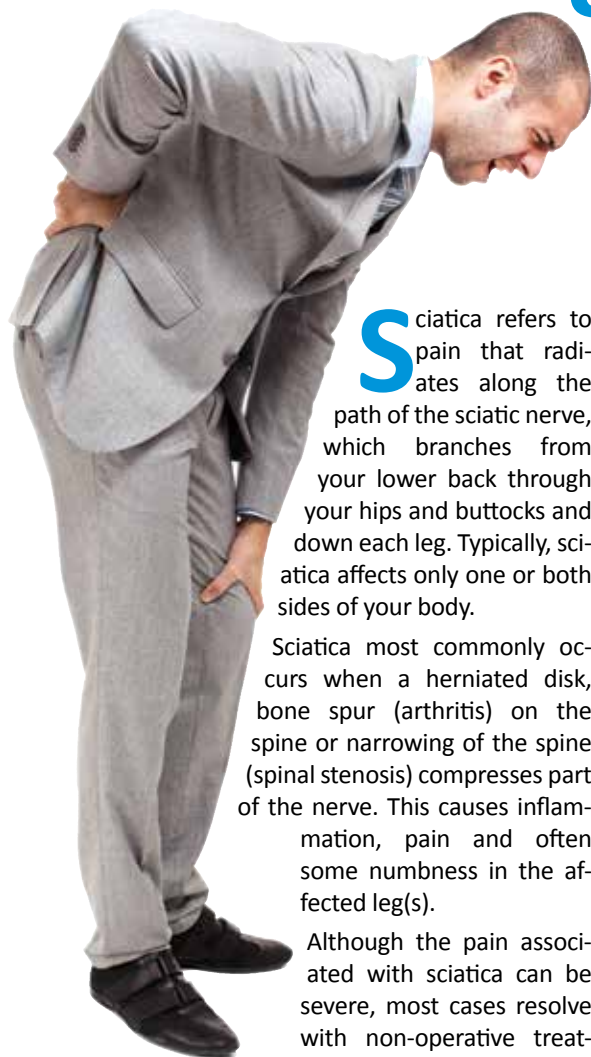 Sciatica refers to
pain that radi-
ates along the
path of the sciatic nerve,
which branches from
your lower back through
your hips and buttocks and
down each leg. Typically, sci-
atica affects only one or both
sides of your body.
Sciatica most commonly oc-
curs when a herniated disk,
bone spur (arthritis) on the
spine or narrowing of the spine
(spinal stenosis) compresses part
of the nerve. This causes inflam-
mation, pain and often
some numbness in the af-
fected leg(s).
Although the pain associ-
ated with sciatica can be
severe, most cases resolve
with non-operative treat-